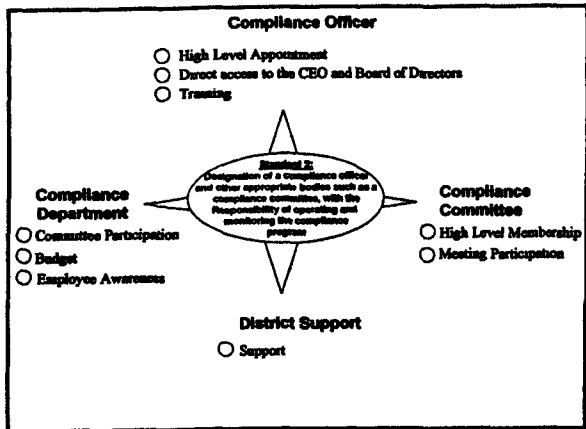 Compliance Officer
High Level Appointment
Direct access to the CEO and Board of Directors
Training
Standard 2:
Designation of a compliance officer
and other appropriate bodies such as a
compliance committee, with the
Responsibility of operating and
monitoring the compliance
program
Compliance
Department
Committee Participation
Budget
Employee Awareness
Compliance
Committee
High Level Membership
Meeting Participation
District Support
Support